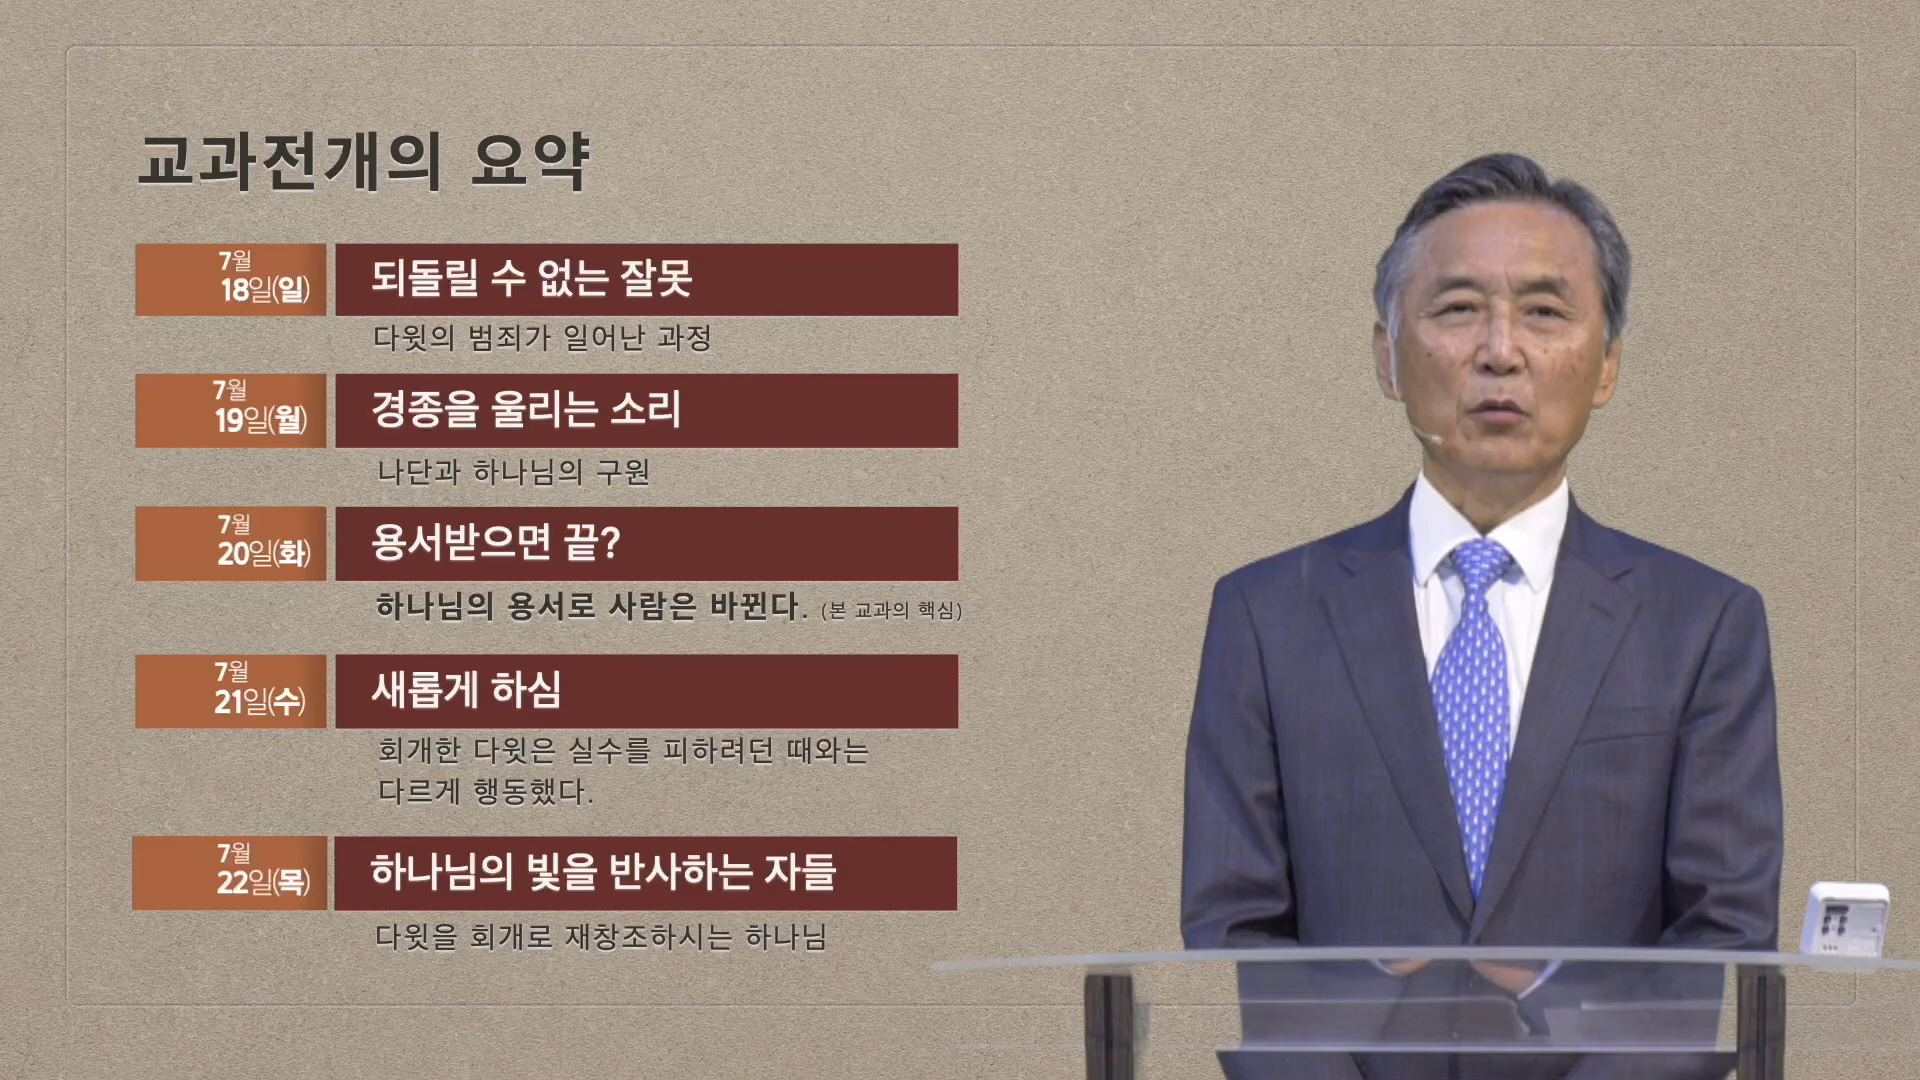 교과전개의 요약
7월
18일(일)
되돌릴 수 없는 잘못
다윗의 범죄가 일어난 과정
7월
19일(월)
경종을 울리는 소리
나단과 하나님의 구원
7월
20일(화)
용서받으면 끝?
하나님의 용서로 사람은 바뀐다. (본 교과의 핵심)
7월
21일(수)
새롭게 하심
회개한 다윗은 실수를 피하려던 때와는
다르게 행동했다.
7월
22일(목)
하나님의 빛을 반사하는 자들
다윗을 회개로 재창조하시는 하나님